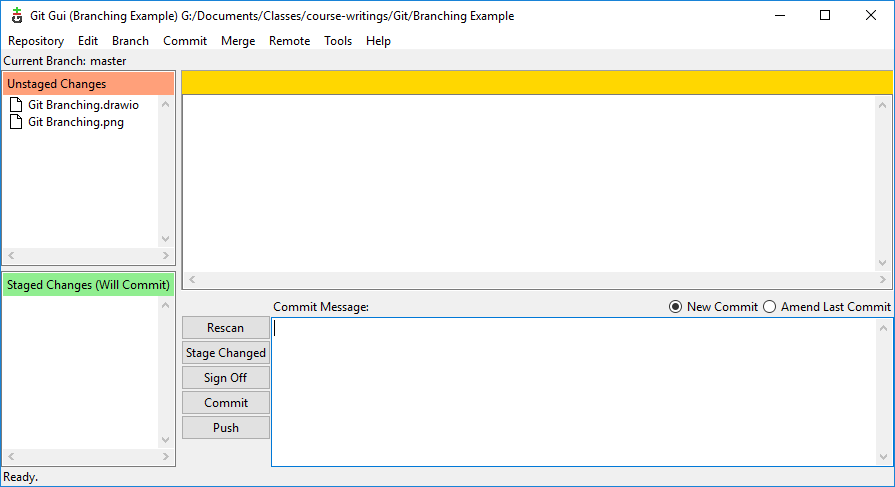 Git Gui (Branching Example) G:/Documents/Classes/course-writings/Git/Branching Example
Repository Edit Branch Commit Merge Remote Tools Help
Current Branch: master
Unstaged Changes
Git Branching.drawio
Git Branching.png
Staged Changes (Will Commit)
Commit Message:
New Commit Amend Last Commit
Rescan
Stage Changed
Sign Off
Commit
Push
Ready.